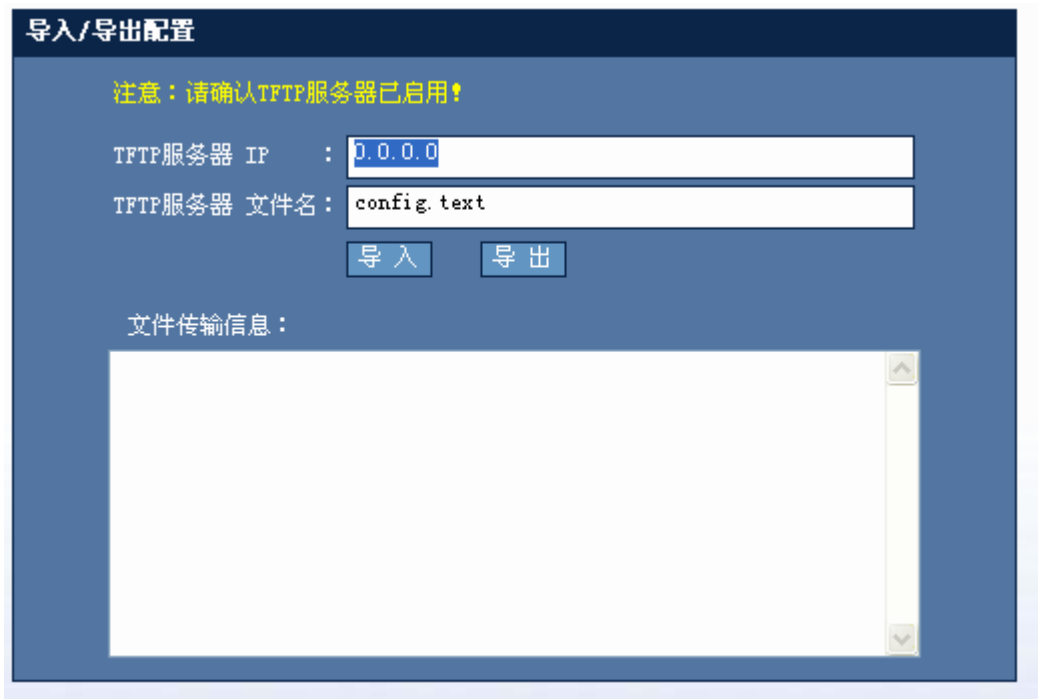 导入/导出配置
注意：请确认TFTP服务器已启用！
TFTP服务器 IP ： 0.0.0.0
TFTP服务器 文件名： config.text
导 入 导 出
文件传输信息：